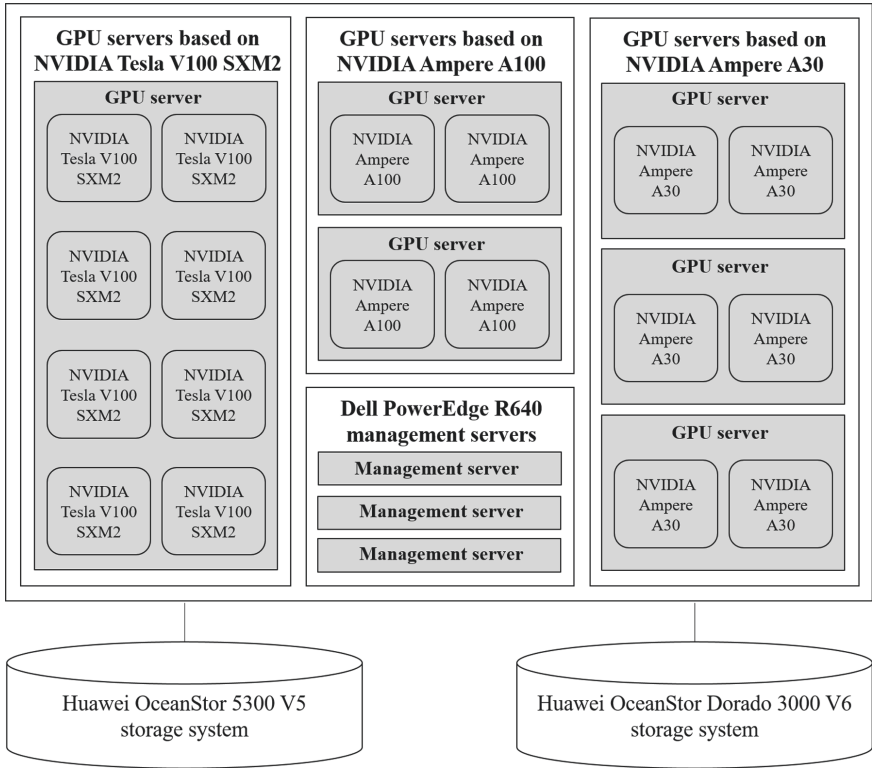 GPU servers based on
NVIDIA Tesla V100 SXM2
GPU server
NVIDIA
Tesla V100
SXM2
NVIDIA
Tesla V100
SXM2
NVIDIA
Tesla V100
SXM2
NVIDIA
Tesla V100
SXM2
NVIDIA
Tesla V100
SXM2
NVIDIA
Tesla V100
SXM2
NVIDIA
Tesla V100
SXM2
NVIDIA
Tesla V100
SXM2
GPU servers based on
NVIDIA Ampere A100
GPU server
NVIDIA
Ampere
A100
NVIDIA
Ampere
A100
GPU server
NVIDIA
Ampere
A100
NVIDIA
Ampere
A100
Dell PowerEdge R640
management servers
Management server
Management server
Management server
GPU servers based on
NVIDIA Ampere A30
GPU server
NVIDIA
Ampere
A30
NVIDIA
Ampere
A30
GPU server
NVIDIA
Ampere
A30
NVIDIA
Ampere
A30
GPU server
NVIDIA
Ampere
A30
NVIDIA
Ampere
A30
Huawei OceanStor 5300 V5
storage system
Huawei OceanStor Dorado 3000 V6
storage system